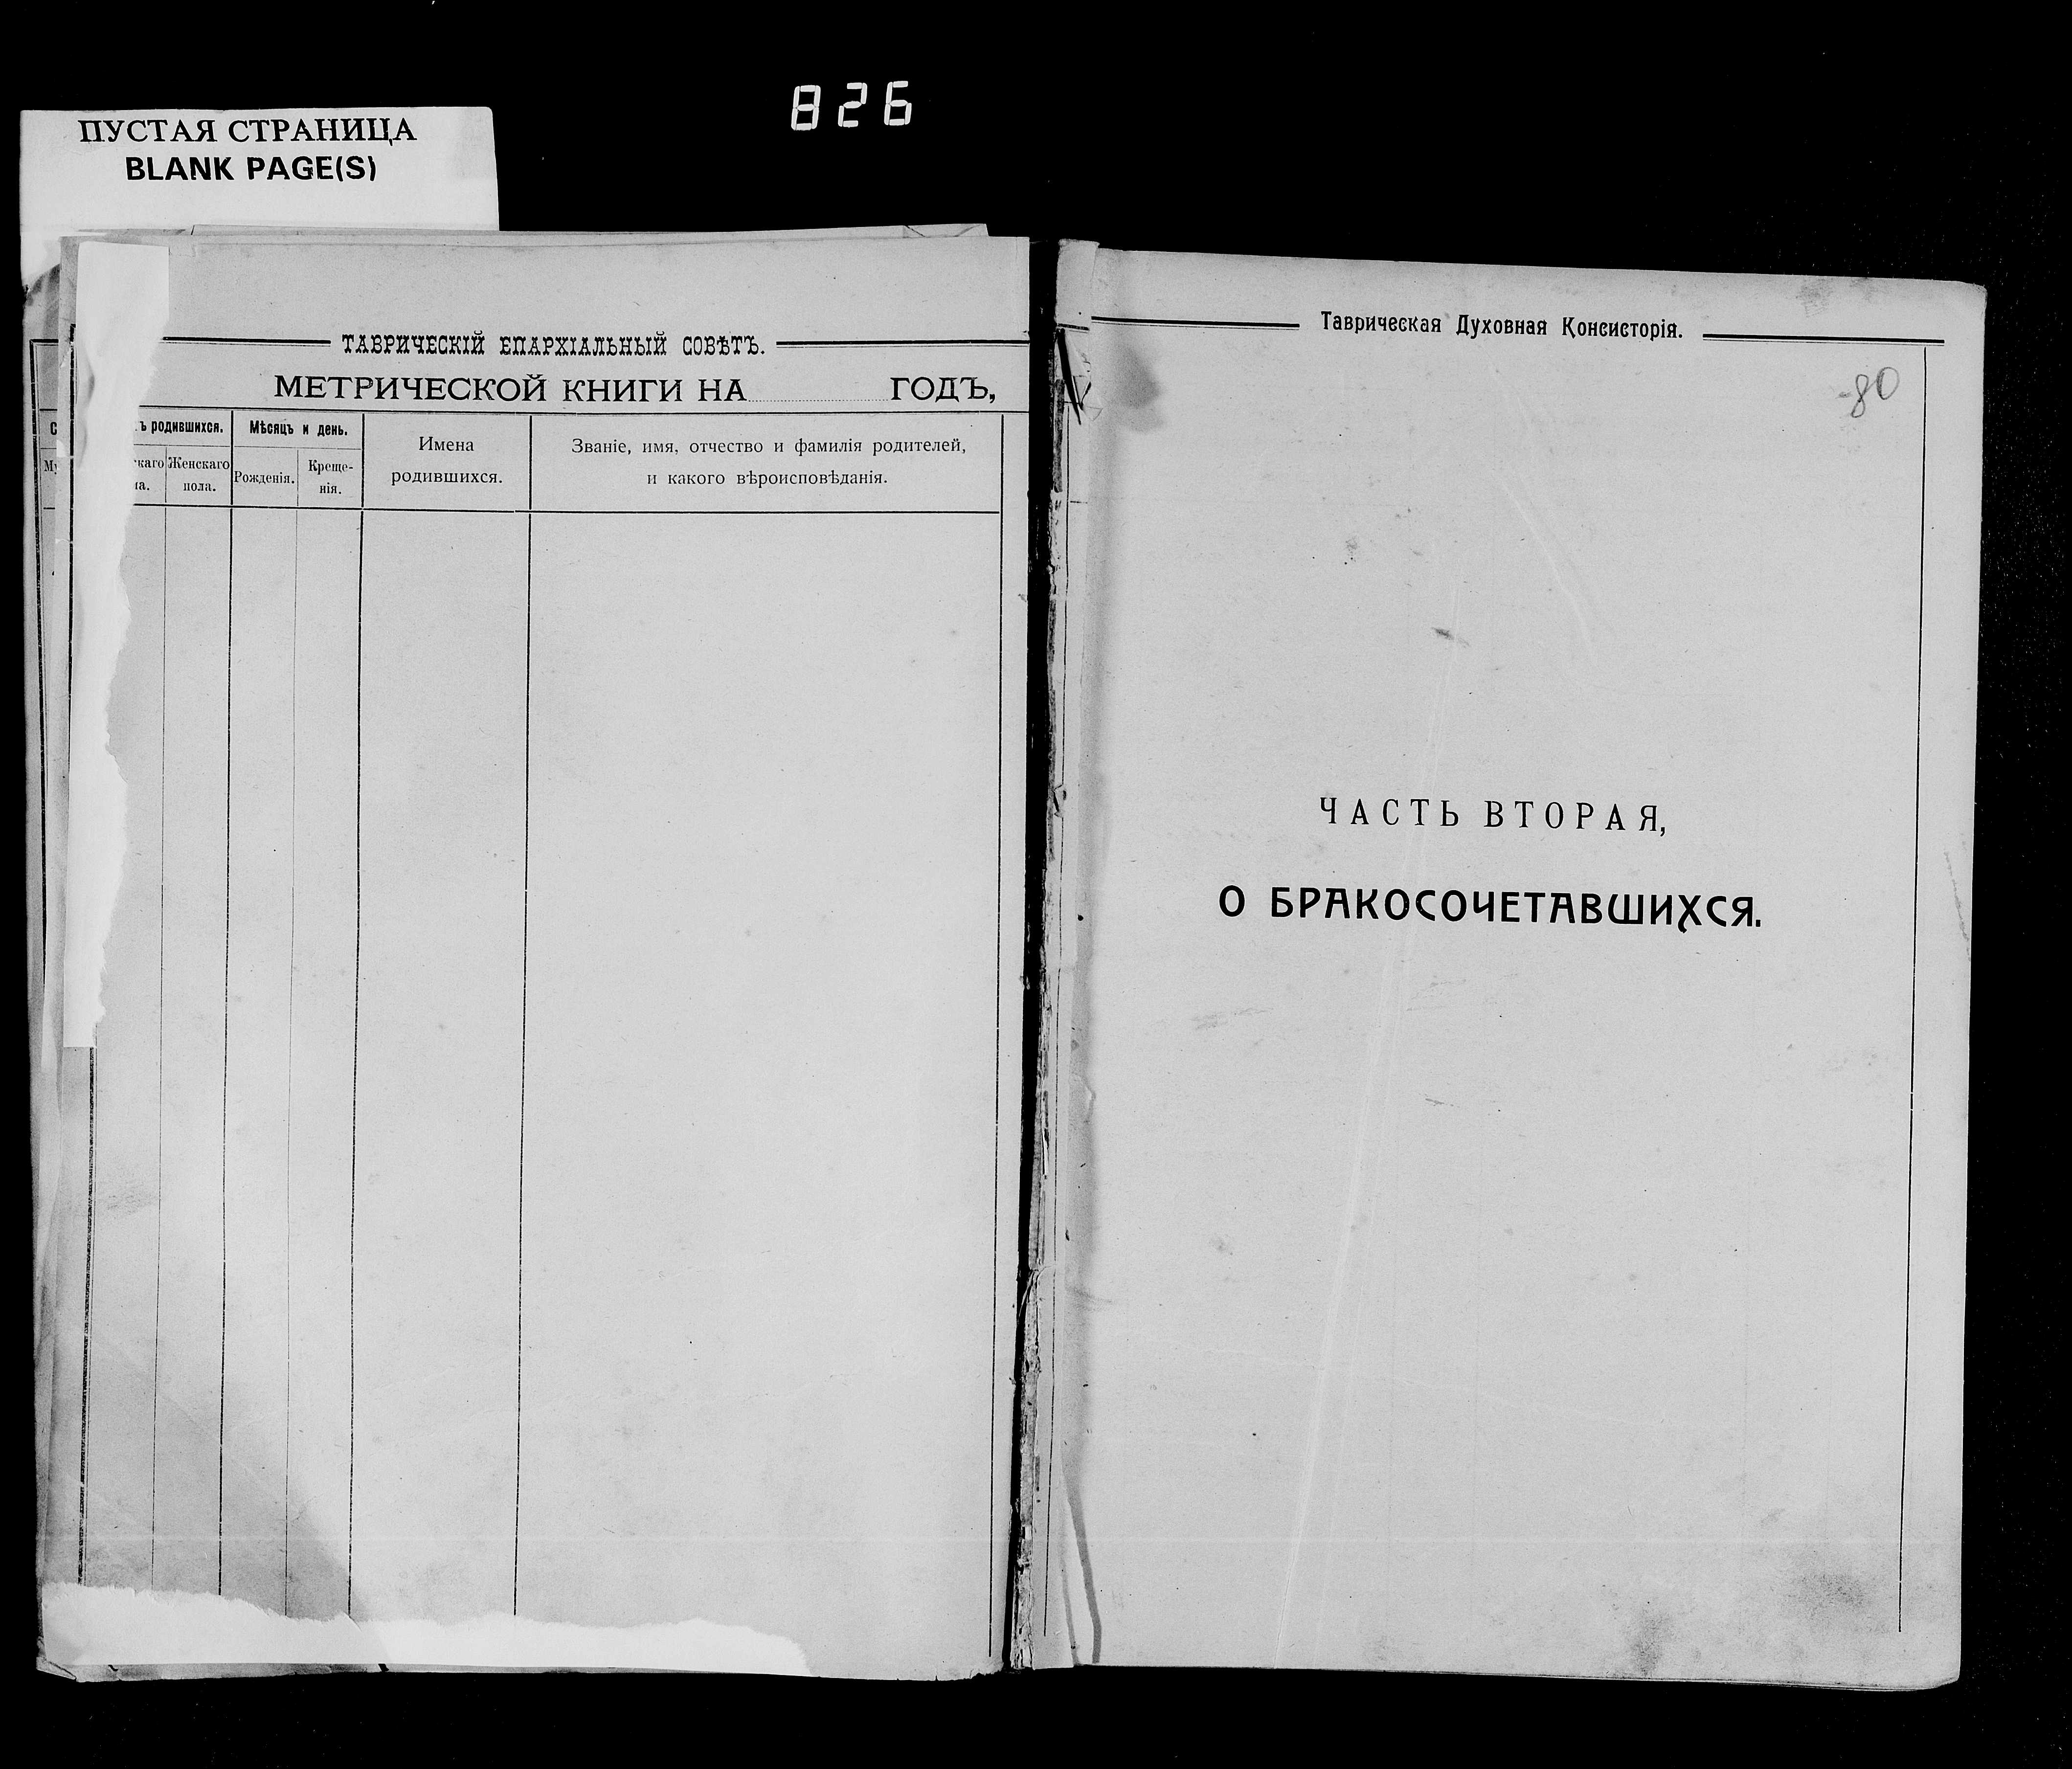 826
ПУСТАЯ СТРАНИЦА
BLANK PAGE(S)
ТАВРИЧЕСКІЙ ЕПАРХІАЛЬНЫЙ СОВѢТЪ.
МЕТРИЧЕСКОЙ КНИГИ НА ГОДЪ,
ъ родившихся.
Мѣсяцъ и день.
Имена
родившихся.
Званіе, имя, отчество и фамилія родителей,
и какого вѣроисповѣданія.
каго
Женскаго
пола.
Рожденія.
Креще-
нія.
Таврическая Духовная Консисторія.
80
ЧАСТЬ ВТОРАЯ,
О БРАКОСОЧЕТАВШИХСЯ.